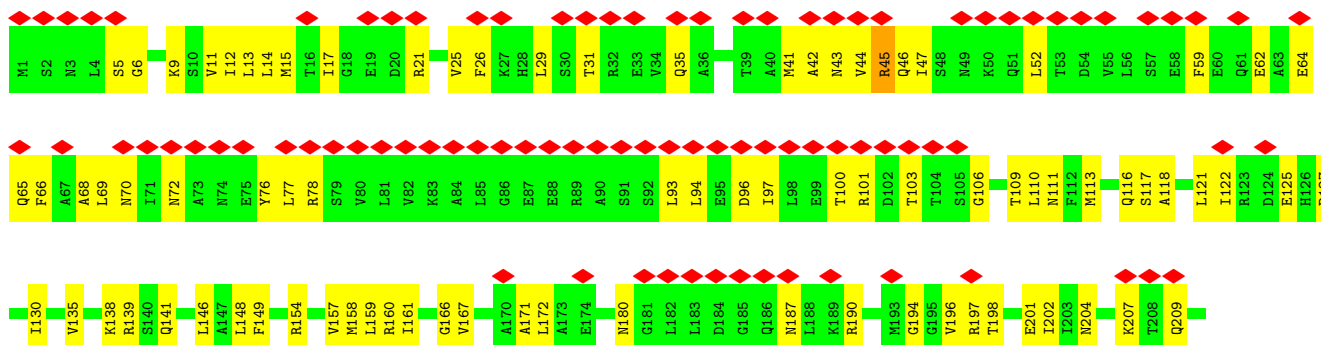 M1 S2 N3 L4 S5 G6 K9 S10 V11 I12 L13 L14 M15 T16 I17 G18 E19 D20 R21 V25 F26 K27 H28 L29 S30 T31 R32 E33 V34 Q35 A36 T39 A40 M41 A42 N43 V44 R45 Q46 I47 S48 N49 K50 Q51 L52 T53 D54 V55 L56 S57 E58 F59 E60 Q61 E62 A63 E64
Q65 F66 A67 A68 L69 N70 I71 N72 A73 N74 E75 Y76 L77 R78 S79 V80 L81 V82 K83 A84 L85 G86 E87 E88 R89 A90 S91 S92 L93 L94 E95 D96 I97 L98 E99 T100 R101 D102 T103 T104 S105 G106 T109 L110 N111 F112 M113 Q116 S117 A118 L121 I122 R123 D124 E125 H126
I130 V135 K138 R139 S140 Q141 L146 A147 L148 F149 R154 V157 M158 L159 R160 I161 G166 V167 A170 A171 L172 A173 E174 N180 G181 L182 L183 D184 G185 Q186 N187 L188 K189 R190 M193 G194 G195 V196 R197 T198 E201 I202 I203 N204 K207 T208 Q209